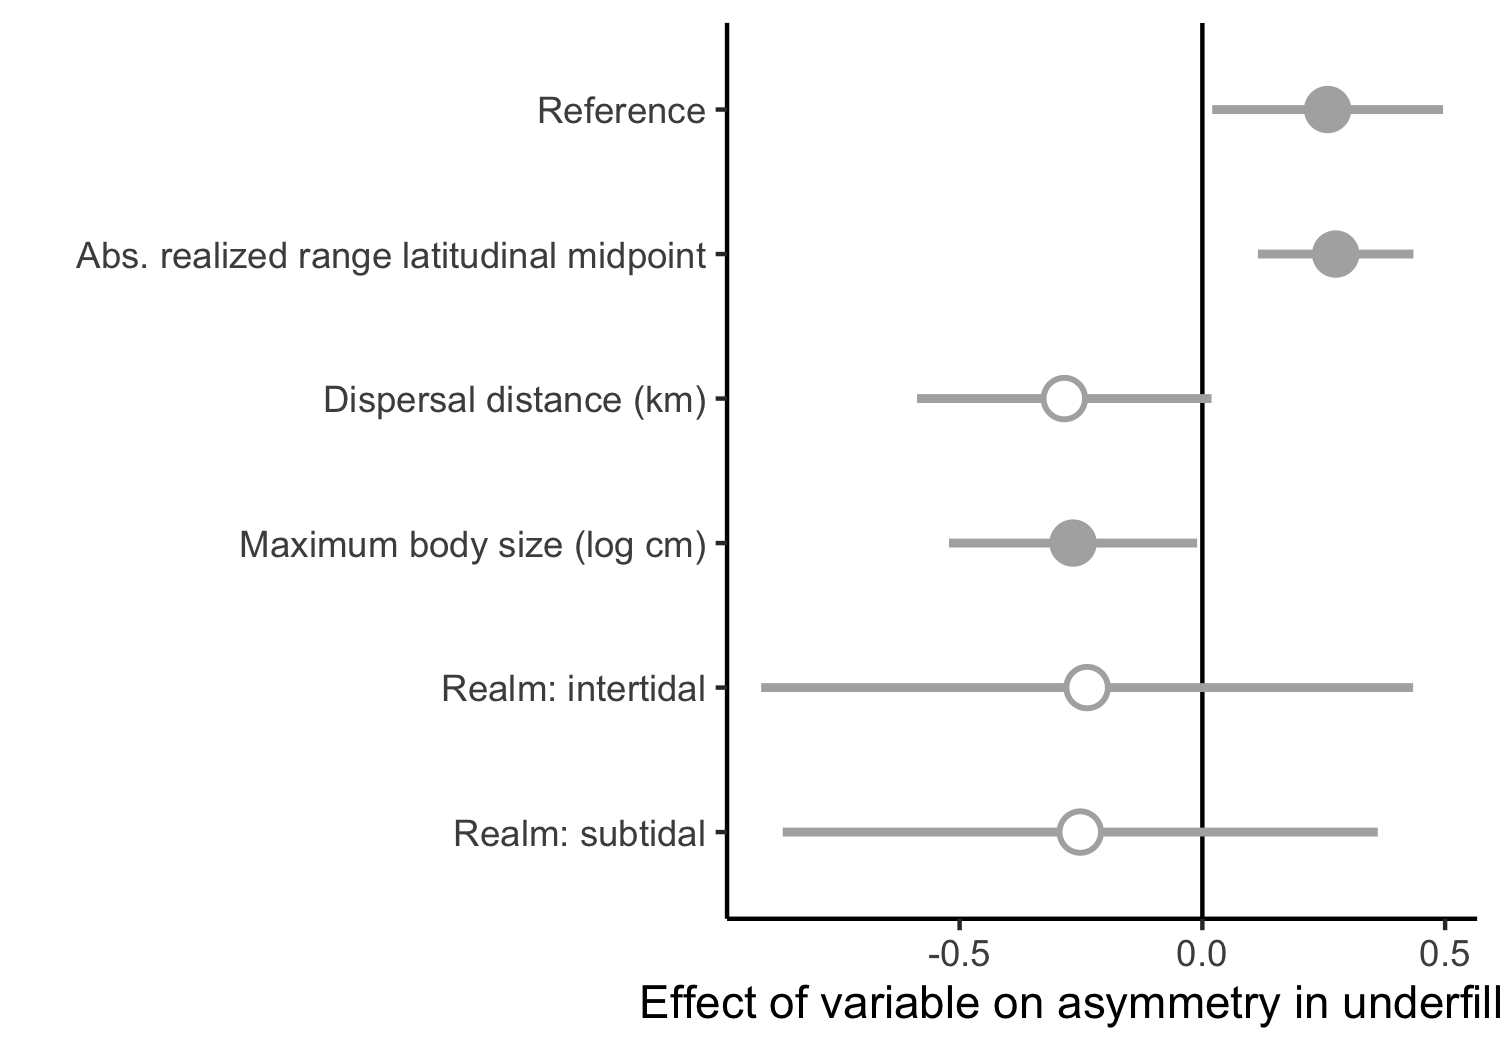 Reference
Abs. realized range latitudinal midpoint
Dispersal distance (km)
Maximum body size (log cm)
Realm: intertidal
Realm: subtidal
-0.5 0.0 0.5
Effect of variable on asymmetry in underfill